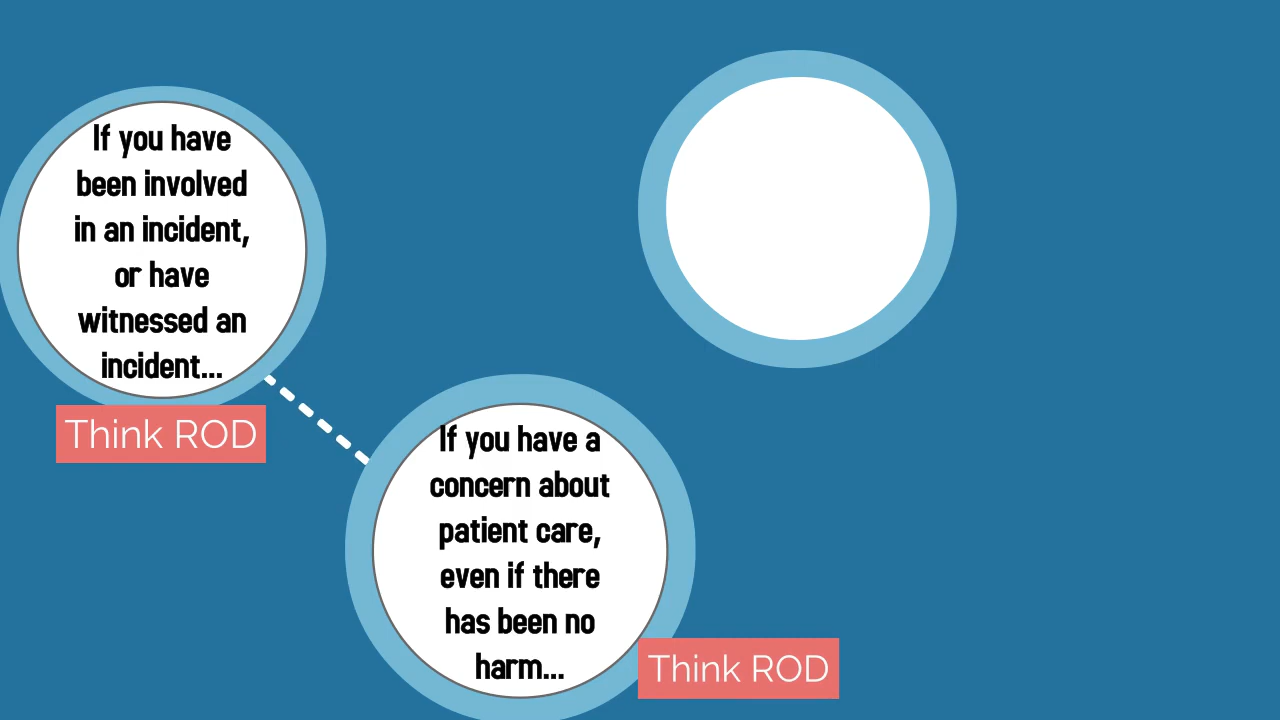 If you have
been involved
in an incident,
or have
witnessed an
incident...
Think ROD
If you have a
concern about
patient care,
even if there
has been no
harm...
Think ROD